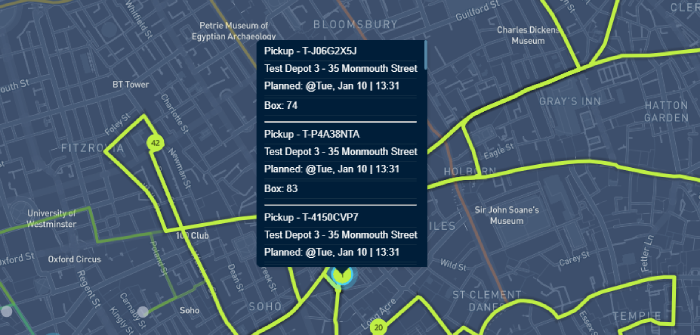 Petrie Museum of
Egyptian Archaeology
BLOOMSBURY
Guilford St
Charles Dickens
Museum
BT Tower
GRAY'S INN
HATTON
GARDEN
Foley St
Charlotte St
42
FITZROVIA
Newman St
Eagle St
HOLBORN
University of
Westminster
100 Club
Sir John Soane's
Museum
Oxford Circus
Poland St
Dean St
Wild St
Carey St
Fetter Ln
Regent St
Kingly St
Soho
SOHO
Long Acre
20
ST CLEMENT
DANES
Essex St
TEMPLE
Pickup - T-J06G2X5J
Test Depot 3 - 35 Monmouth Street
Planned: @Tue, Jan 10 | 13:31
Box: 74
Pickup - T-P4A38NTA
Test Depot 3 - 35 Monmouth Street
Planned: @Tue, Jan 10 | 13:31
Box: 83
Pickup - T-4150CVP7
Test Depot 3 - 35 Monmouth Street
Planned: @Tue, Jan 10 | 13:31